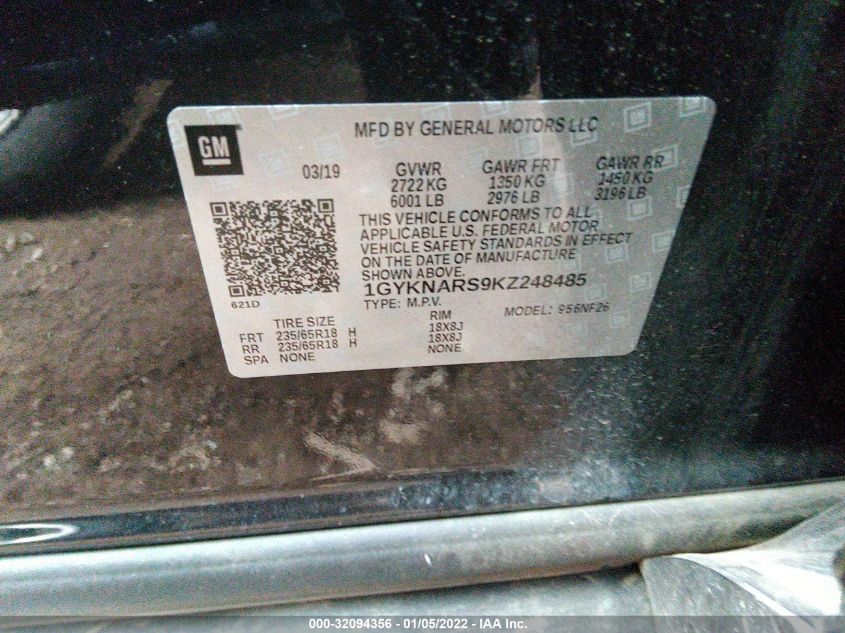 GM
MFD BY GENERAL MOTORS LLC
03/19 GVWR GAWR FRT GAWR RR
2722 KG 1350 KG 1450 KG
6001 LB 2976 LB 3196 LB
THIS VEHICLE CONFORMS TO ALL
APPLICABLE U.S. FEDERAL MOTOR
VEHICLE SAFETY STANDARDS IN EFFECT
ON THE DATE OF MANUFACTURE
SHOWN ABOVE.
621D
1GYKNARS9KZ248485
TYPE: M.P.V. MODEL: 956NF26
TIRE SIZE RIM
FRT 235/65R18 H 18X8J
RR 235/65R18 H 18X8J
SPA NONE NONE
000-32094356 - 01/05/2022 - IAA Inc.